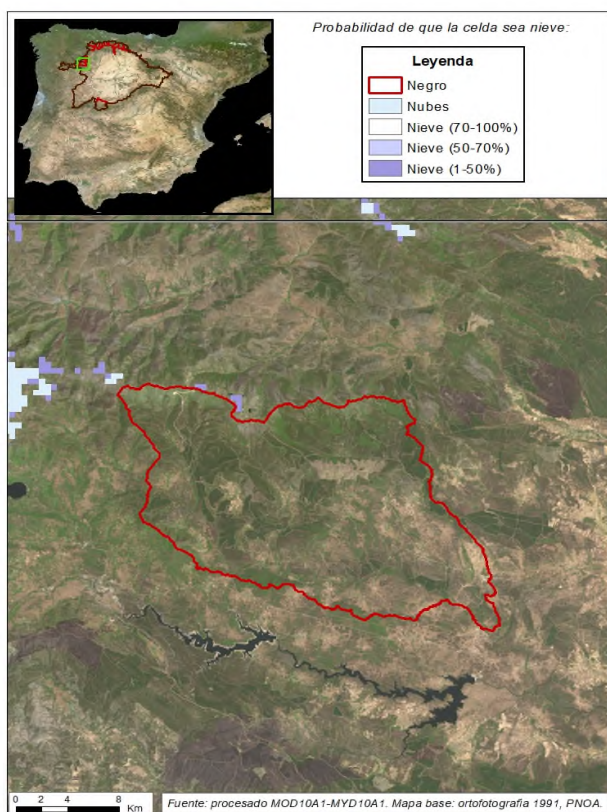 Probabilidad de que la celda sea nieve:
Leyenda
Negro
Nubes
Nieve (70-100%)
Nieve (50-70%)
Nieve (1-50%)
0 2 4 8
Km
Fuente: procesado MOD10A1-MYD10A1. Mapa base: ortofotografía 1991, PNOA